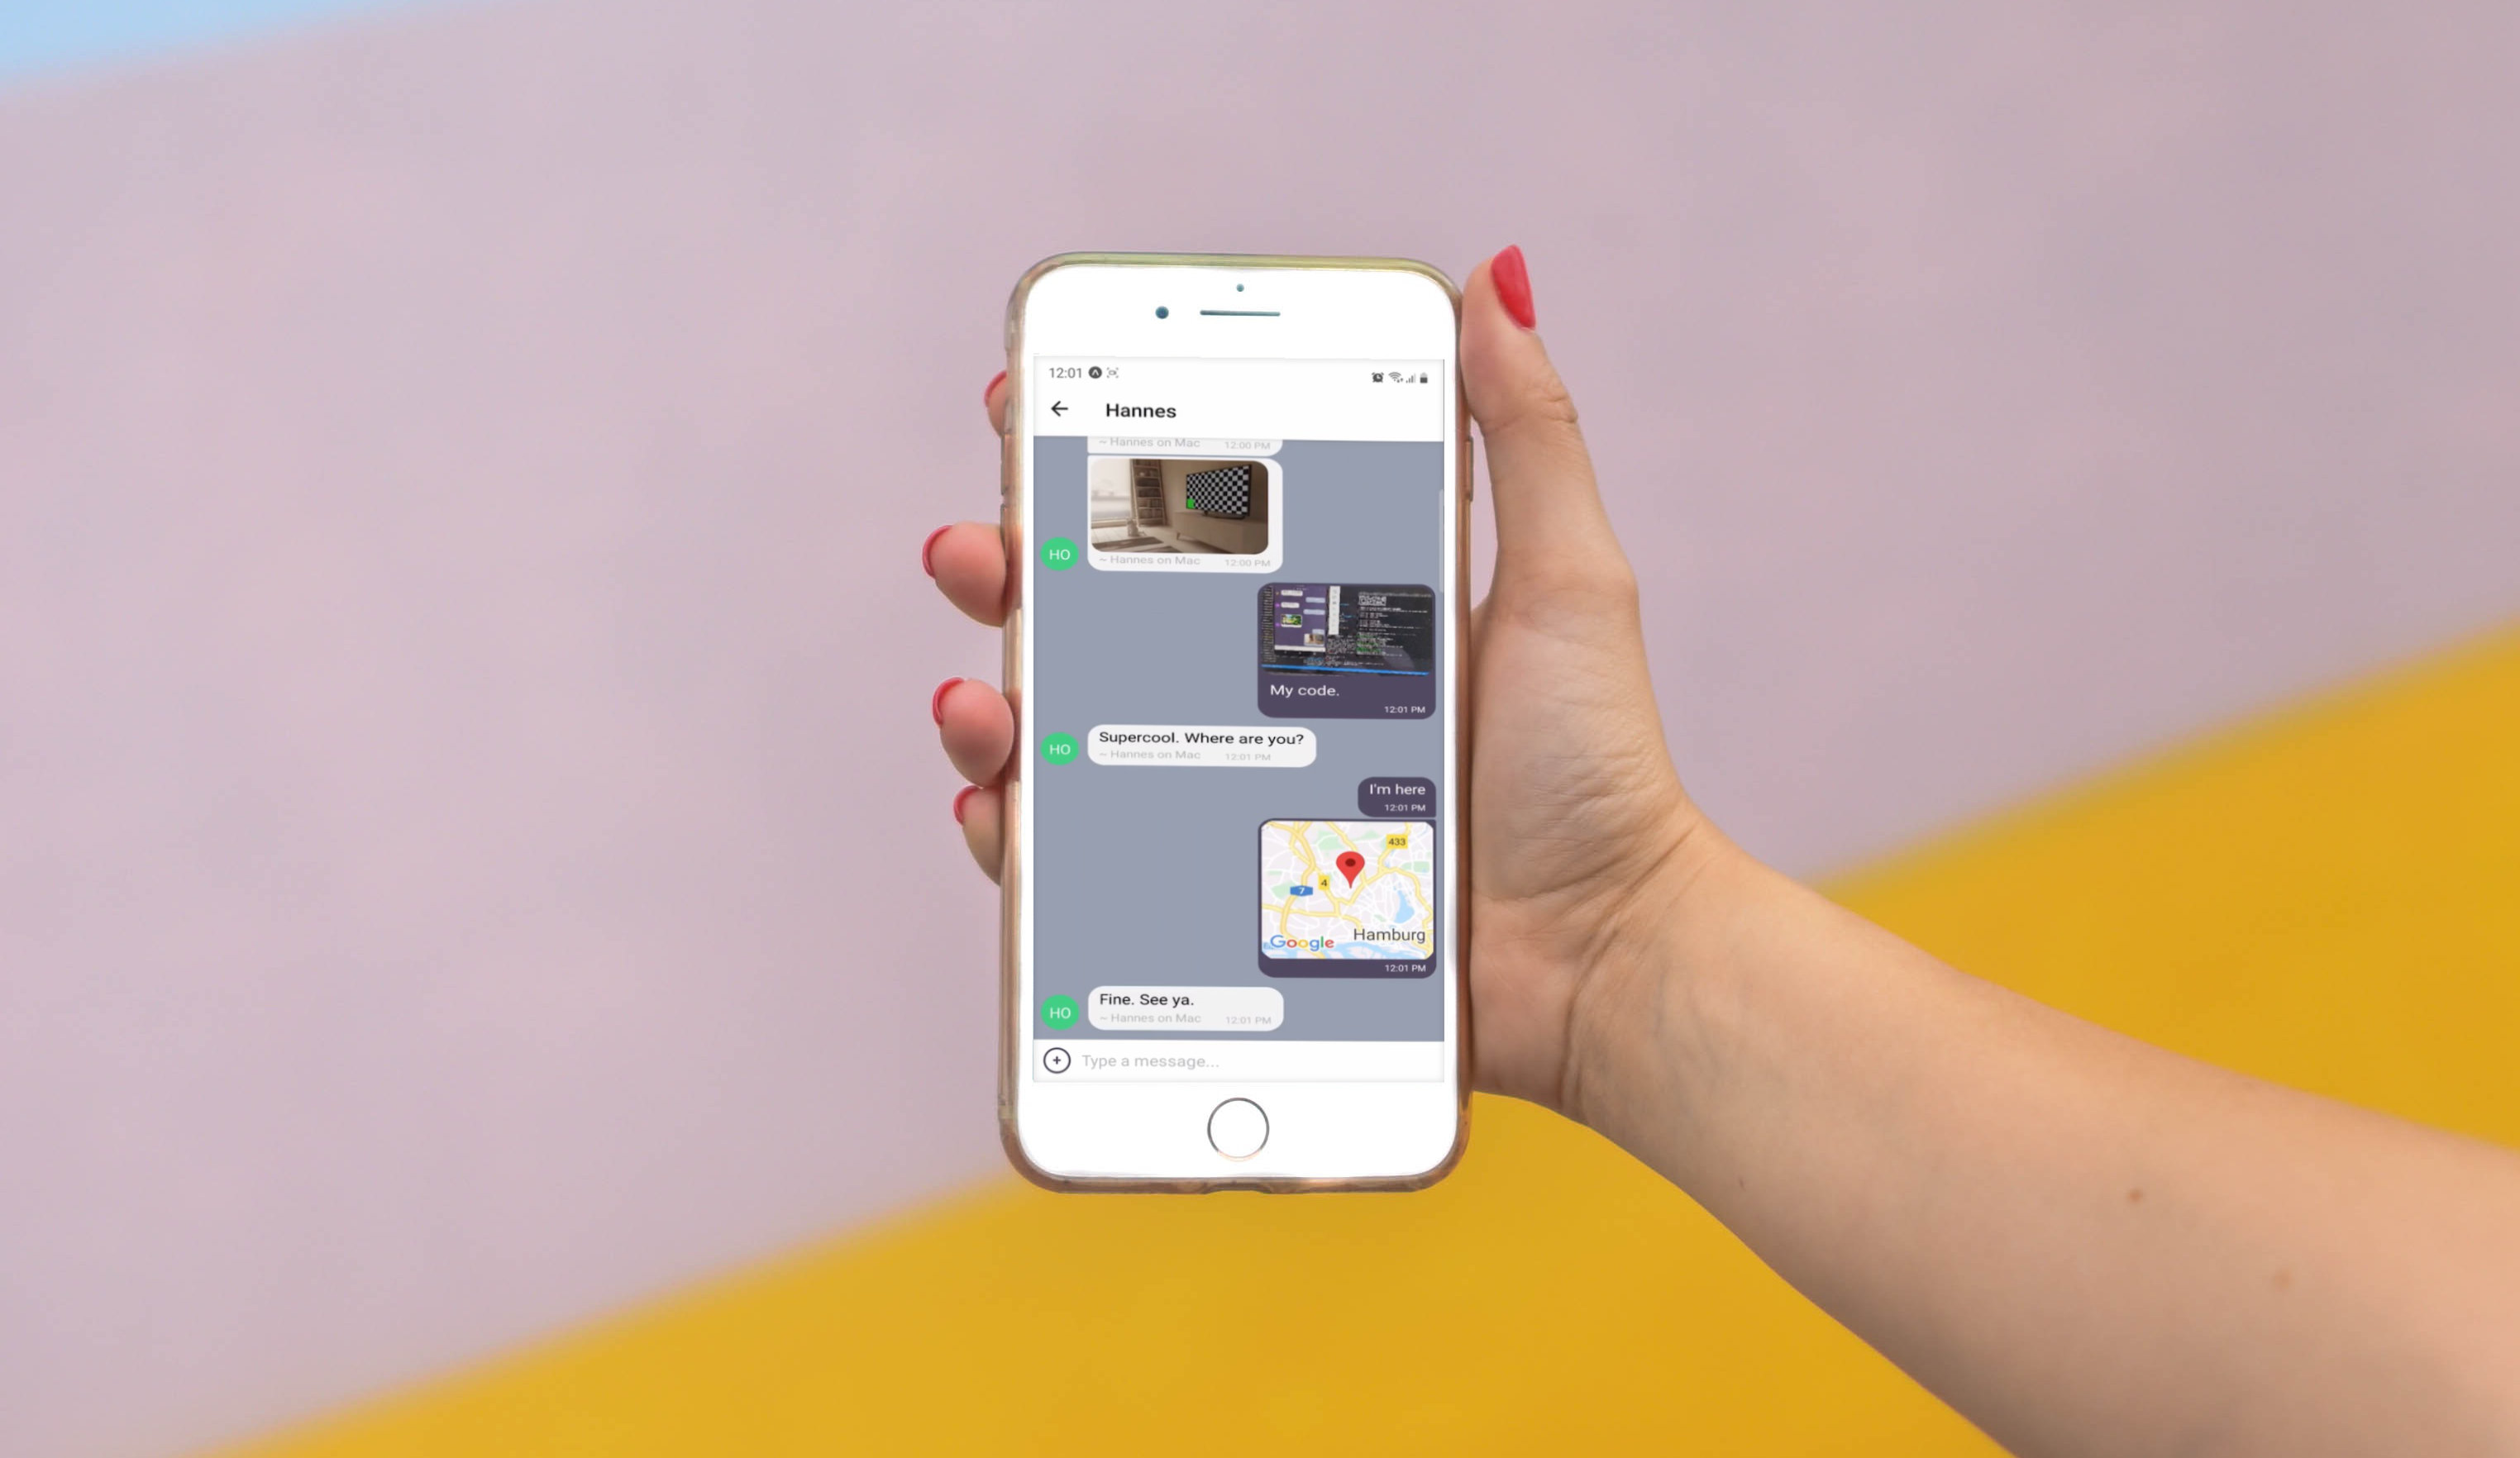 12:01
Hannes
~ Hannes on Mac 12:00 PM
~ Hannes on Mac 12:00 PM
HO
My code.
12:01 PM
Supercool. Where are you?
HO
~ Hannes on Mac 12:01 PM
I'm here
12:01 PM
433
4
7
Hamburg
Google
12:01 PM
Fine. See ya.
HO
~ Hannes on Mac 12:01 PM
+ Type a message...